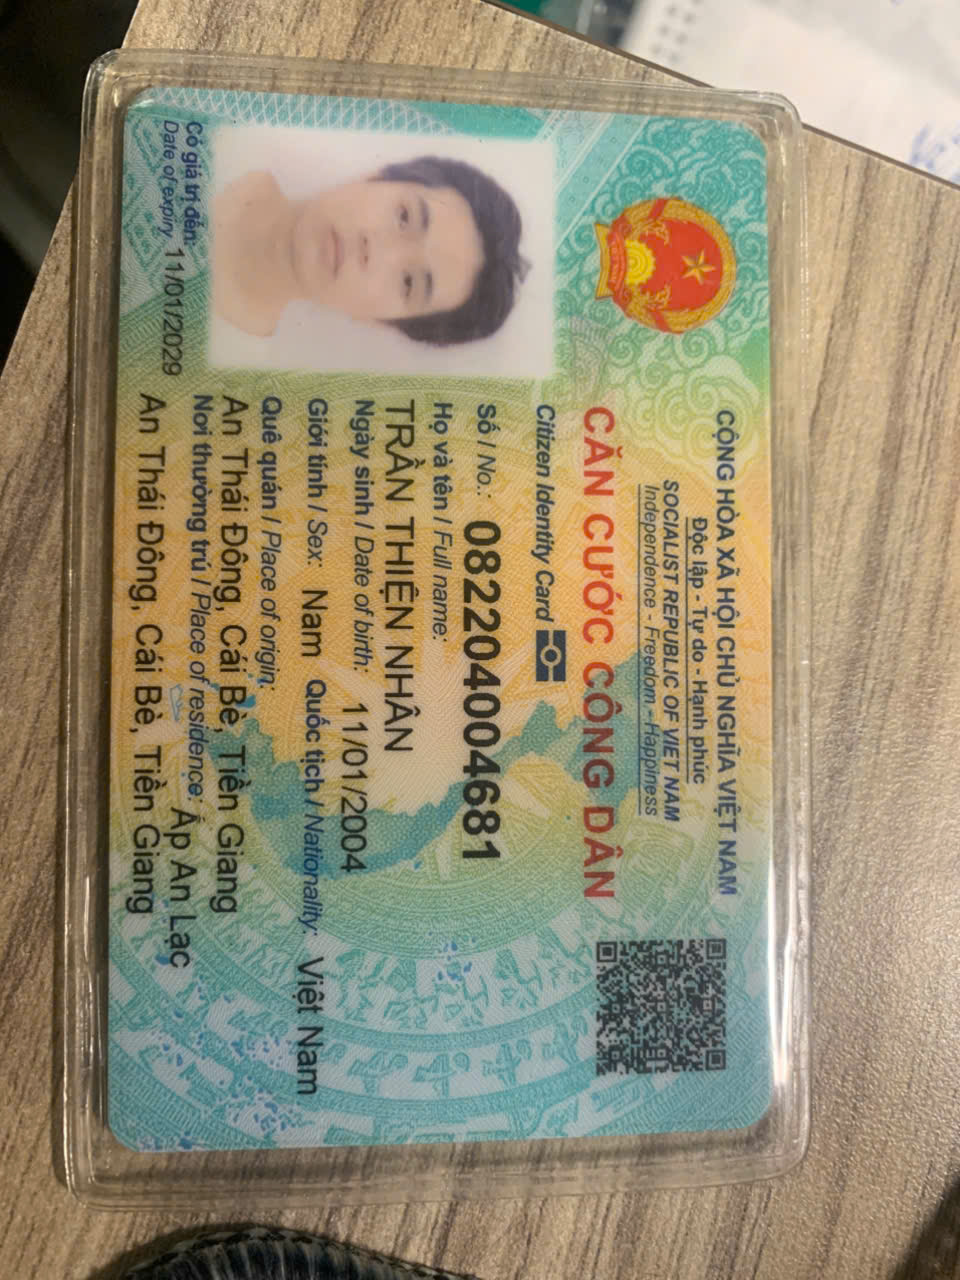 CỘNG HÒA XÃ HỘI CHỦ NGHĨA VIỆT NAM
Độc lập - Tự do - Hạnh phúc
SOCIALIST REPUBLIC OF VIET NAM
Independence - Freedom - Happiness
CĂN CƯỚC CÔNG DÂN
Citizen Identity Card
Số / No.: 082204004681
Họ và tên / Full name:
TRẦN THIỆN NHÂN
Ngày sinh / Date of birth: 11/01/2004
Giới tính / Sex: Nam Quốc tịch / Nationality: Việt Nam
Quê quán / Place of origin:
An Thái Đông, Cái Bè, Tiền Giang
Nơi thường trú / Place of residence: Ấp An Lạc
An Thái Đông, Cái Bè, Tiền Giang
Có giá trị đến: 11/01/2029
Date of expiry